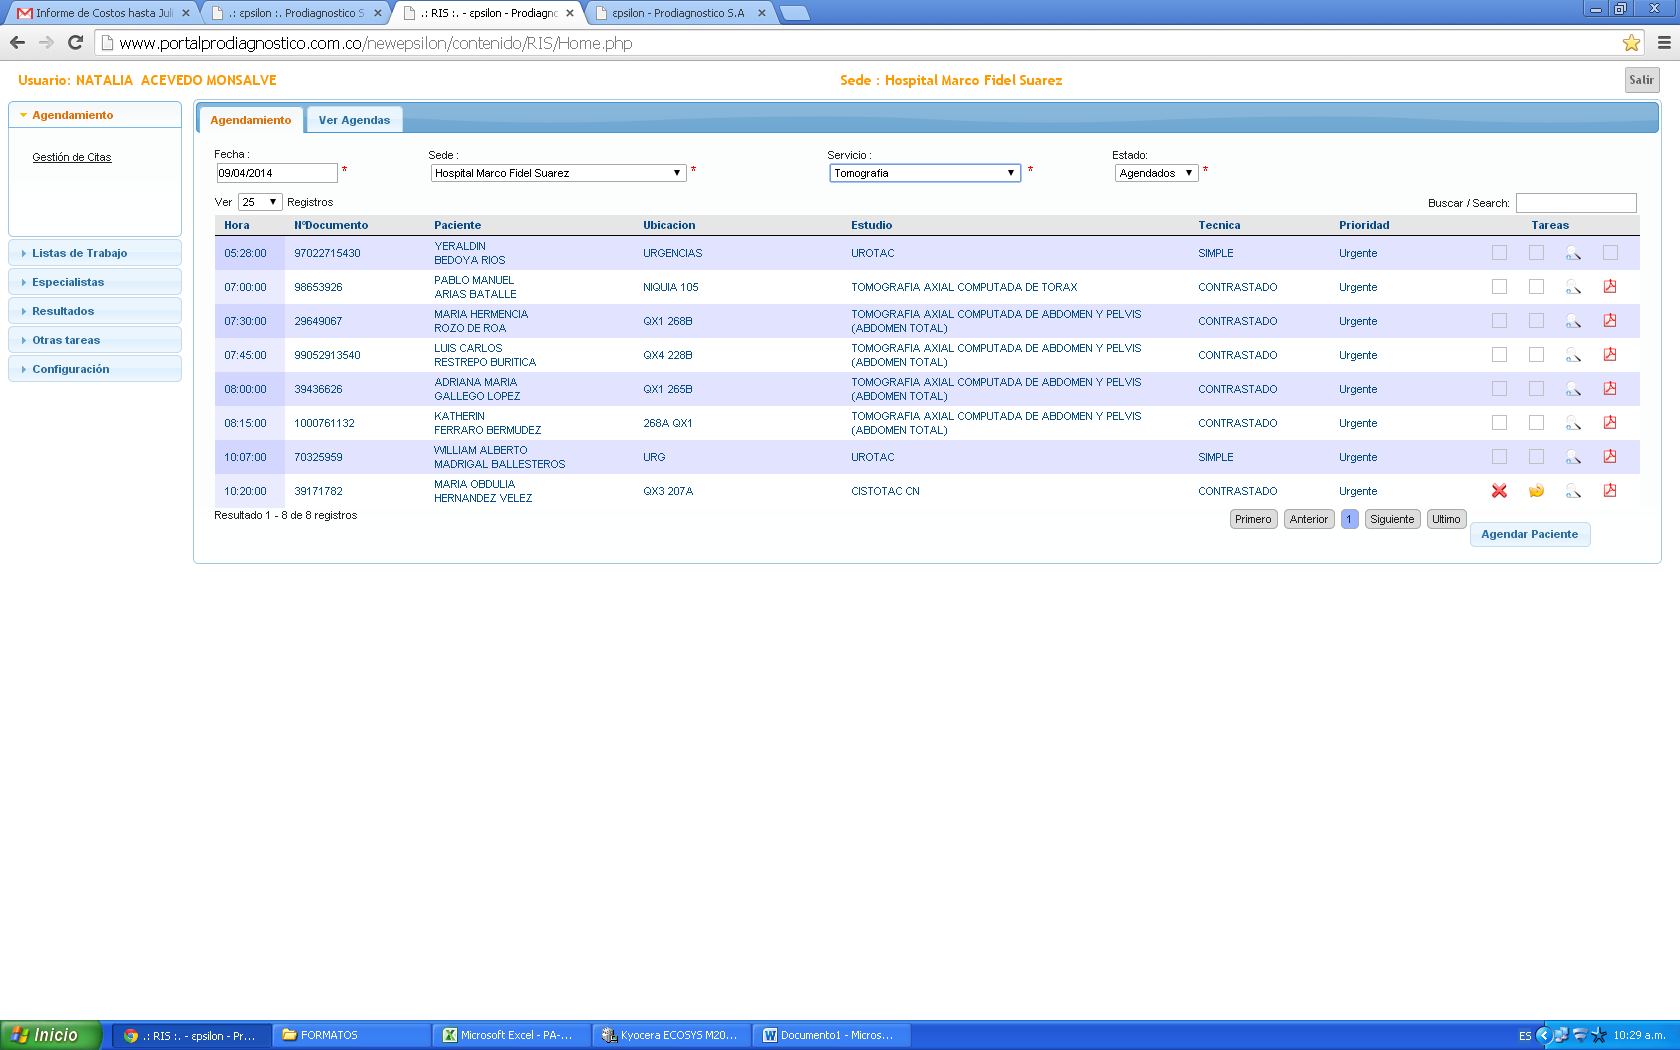 Informe de Costos hasta Juli
.: εpsilon :. Prodiagnostico S
.: RIS :. - εpsilon - Prodiagno
εpsilon - Prodiagnostico S.A
www.portalprodiagnostico.com.co/newepsilon/contenido/RIS/Home.php
Usuario: NATALIA ACEVEDO MONSALVE
Sede : Hospital Marco Fidel Suarez
Salir
Agendamiento
Gestión de Citas
Listas de Trabajo
Especialistas
Resultados
Otras tareas
Configuración
Agendamiento
Ver Agendas
Fecha :
Sede :
Servicio :
Estado:
09/04/2014 *
Hospital Marco Fidel Suarez *
Tomografia *
Agendados *
Ver 25 Registros
Buscar / Search:
Hora NºDocumento Paciente Ubicacion Estudio Tecnica Prioridad Tareas
05:28:00 97022715430 YERALDIN
BEDOYA RIOS URGENCIAS UROTAC SIMPLE Urgente
07:00:00 98653926 PABLO MANUEL
ARIAS BATALLE NIQUIA 105 TOMOGRAFIA AXIAL COMPUTADA DE TORAX CONTRASTADO Urgente
07:30:00 29649067 MARIA HERMENCIA
ROZO DE ROA QX1 268B TOMOGRAFIA AXIAL COMPUTADA DE ABDOMEN Y PELVIS
(ABDOMEN TOTAL) CONTRASTADO Urgente
07:45:00 99052913540 LUIS CARLOS
RESTREPO BURITICA QX4 228B TOMOGRAFIA AXIAL COMPUTADA DE ABDOMEN Y PELVIS
(ABDOMEN TOTAL) CONTRASTADO Urgente
08:00:00 39436626 ADRIANA MARIA
GALLEGO LOPEZ QX1 265B TOMOGRAFIA AXIAL COMPUTADA DE ABDOMEN Y PELVIS
(ABDOMEN TOTAL) CONTRASTADO Urgente
08:15:00 1000761132 KATHERIN
FERRARO BERMUDEZ 268A QX1 TOMOGRAFIA AXIAL COMPUTADA DE ABDOMEN Y PELVIS
(ABDOMEN TOTAL) CONTRASTADO Urgente
10:07:00 70325959 WILLIAM ALBERTO
MADRIGAL BALLESTEROS URG UROTAC SIMPLE Urgente
10:20:00 39171782 MARIA OBDULIA
HERNANDEZ VELEZ QX3 207A CISTOTAC CN CONTRASTADO Urgente
Resultado 1 - 8 de 8 registros
Primero Anterior 1 Siguiente Ultimo
Agendar Paciente
Inicio
.: RIS :. - εpsilon - Pr...
FORMATOS
Microsoft Excel - PA-...
Kyocera ECOSYS M20...
Documento1 - Micros...
ES
10:29 a.m.